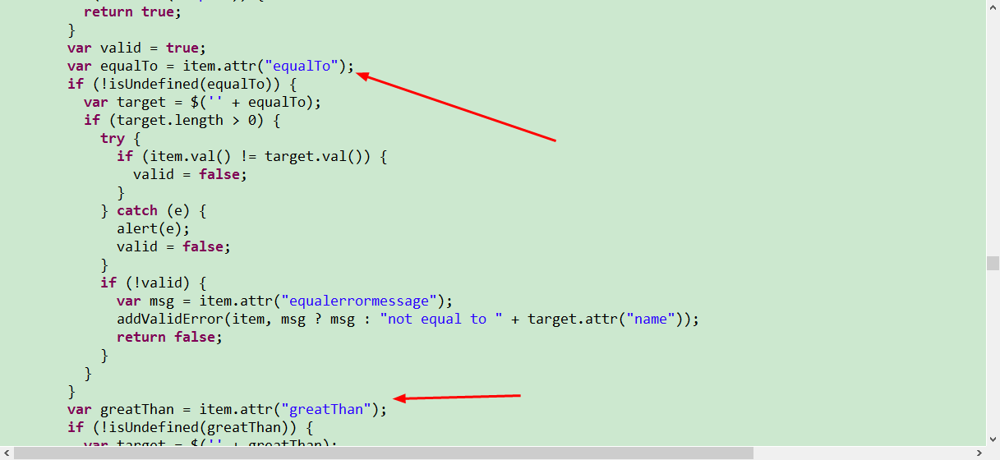 return true;
}
var valid = true;
var equalTo = item.attr("equalTo");
if (!isUndefined(equalTo)) {
var target = $('' + equalTo);
if (target.length > 0) {
try {
if (item.val() != target.val()) {
valid = false;
}
} catch (e) {
alert(e);
valid = false;
}
if (!valid) {
var msg = item.attr("equalerrormessage");
addValidError(item, msg ? msg : "not equal to " + target.attr("name"));
return false;
}
}
}
var greatThan = item.attr("greatThan");
if (!isUndefined(greatThan)) {
var target = $('' + greatThan);